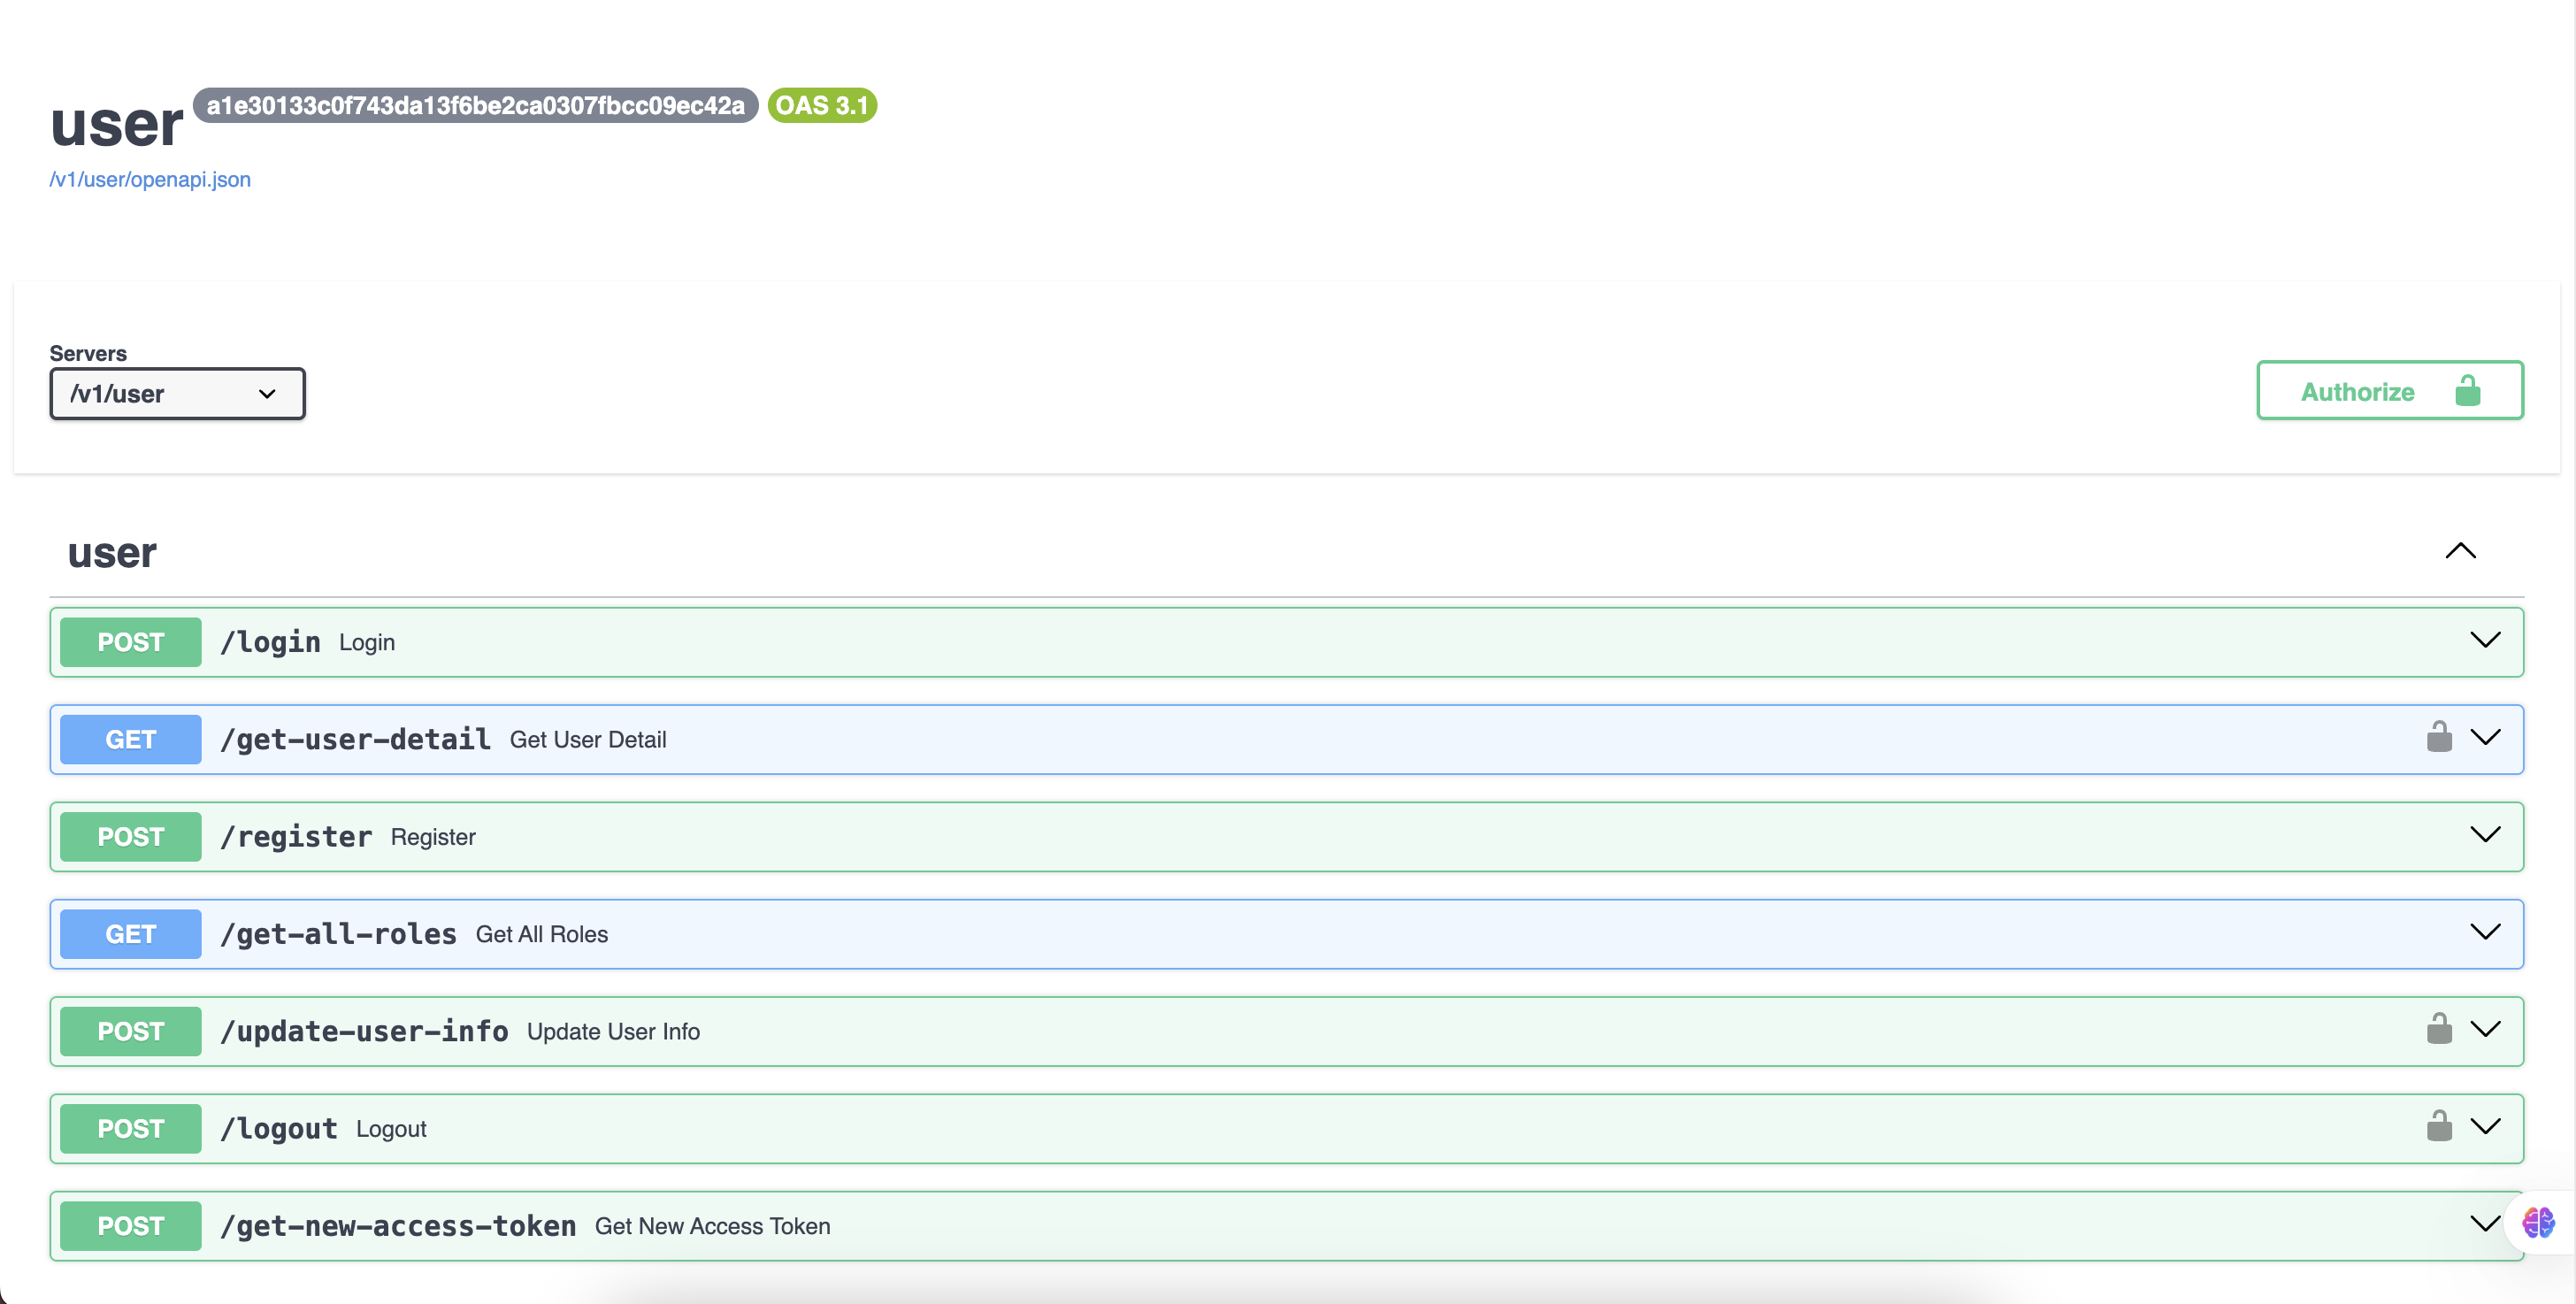 user a1e30133c0f743da13f6be2ca0307fbcc09ec42a OAS 3.1
/v1/user/openapi.json
Servers
/v1/user
Authorize
user
POST /login Login
GET /get-user-detail Get User Detail
POST /register Register
GET /get-all-roles Get All Roles
POST /update-user-info Update User Info
POST /logout Logout
POST /get-new-access-token Get New Access Token